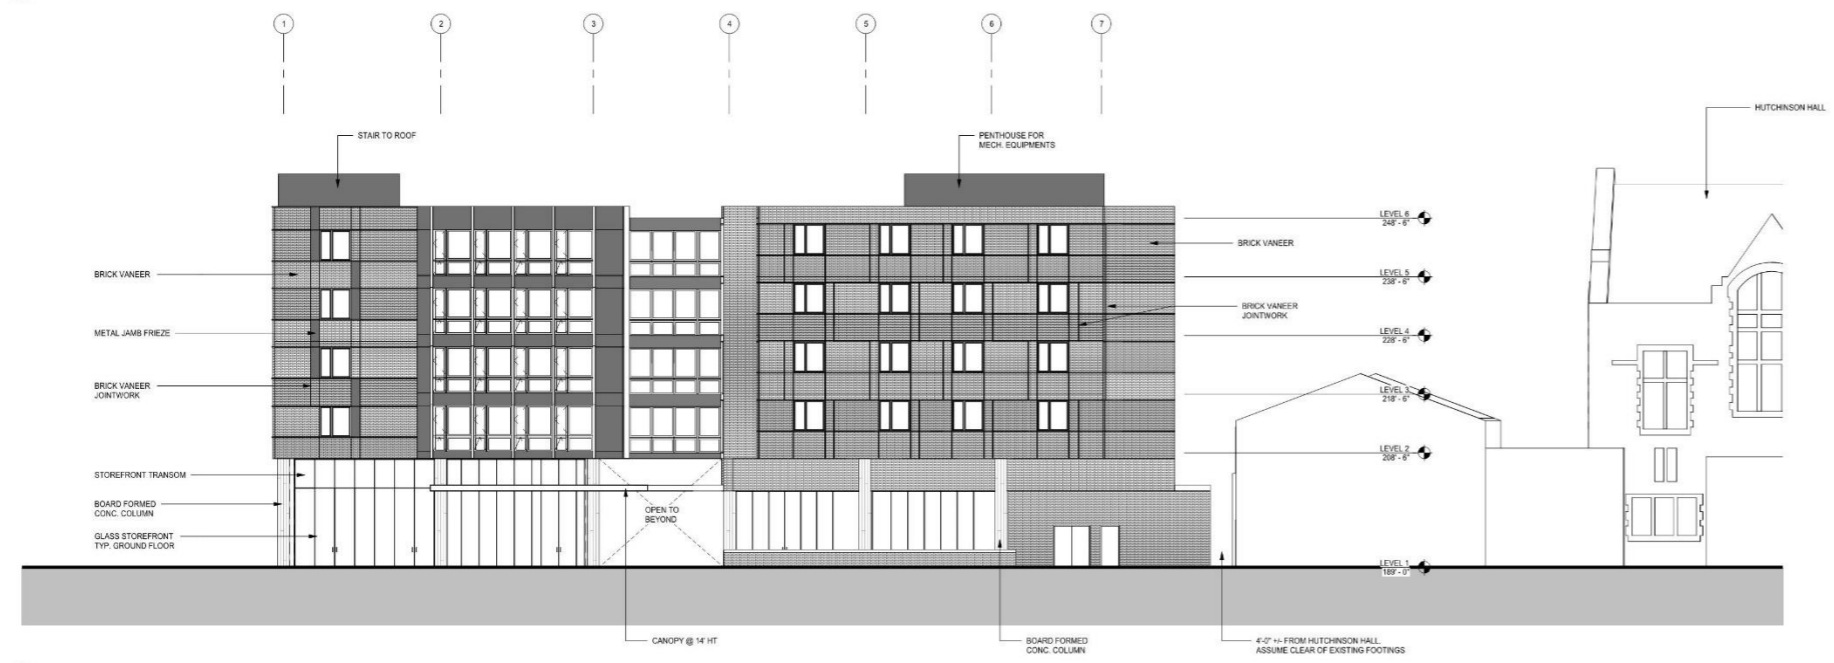 1
2
3
4
5
6
7
HUTCHINSON HALL
STAIR TO ROOF
PENTHOUSE FOR
MECH. EQUIPMENTS
LEVEL 6
248' - 6"
BRICK VANEER
BRICK VANEER
LEVEL 5
238' - 6"
BRICK VANEER
JOINTWORK
METAL JAMB FRIEZE
LEVEL 4
228' - 6"
BRICK VANEER
JOINTWORK
LEVEL 3
218' - 6"
LEVEL 2
208' - 6"
STOREFRONT TRANSOM
BOARD FORMED
CONC. COLUMN
OPEN TO
BEYOND
GLASS STOREFRONT
TYP. GROUND FLOOR
LEVEL 1
189' - 0"
CANOPY @ 14' HT
BOARD FORMED
CONC. COLUMN
4'-0" +/- FROM HUTCHINSON HALL.
ASSUME CLEAR OF EXISTING FOOTINGS